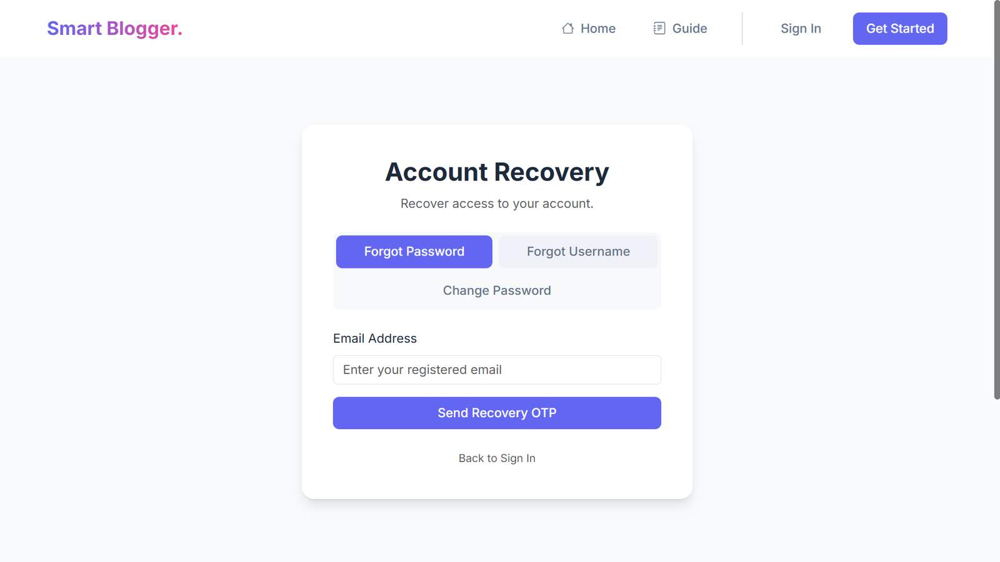 Smart Blogger.
Home
Guide
Sign In
Get Started
Account Recovery
Recover access to your account.
Forgot Password
Forgot Username
Change Password
Email Address
Enter your registered email
Send Recovery OTP
Back to Sign In